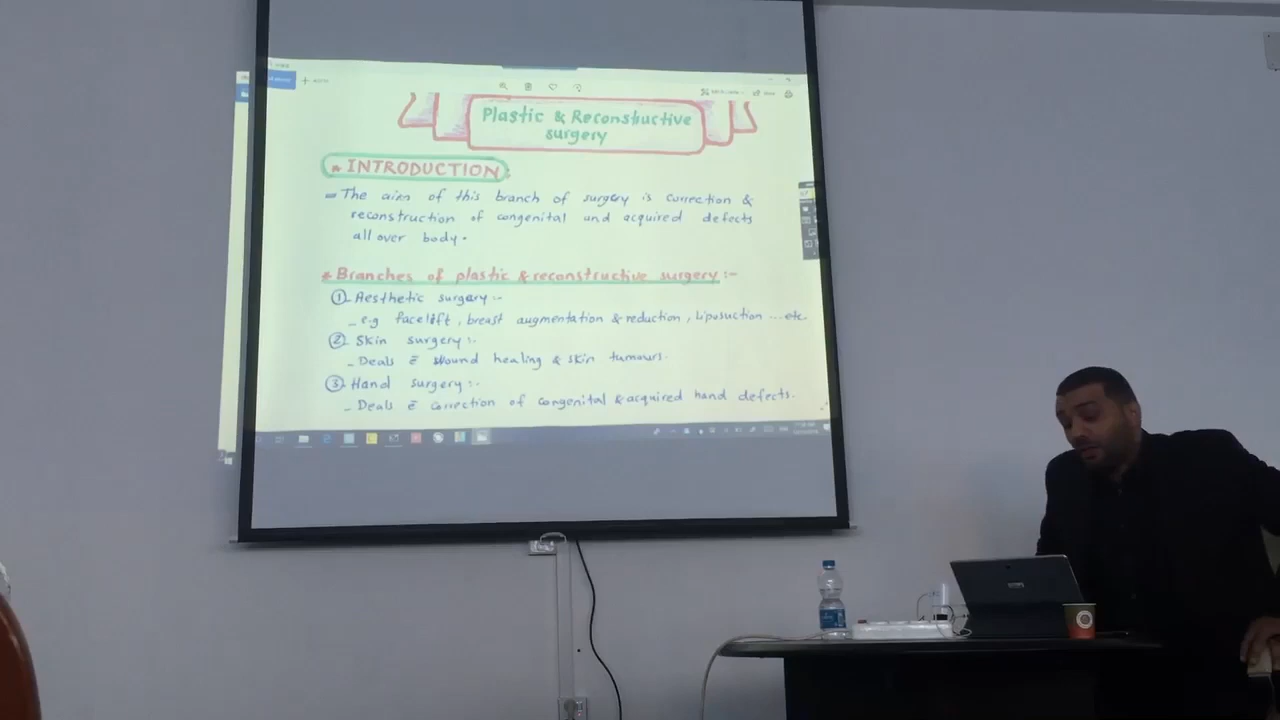 Plastic & Reconstructive
surgery
* INTRODUCTION:
The aim of this branch of surgery is correction &
reconstruction of congenital and acquired defects
all over body.
* Branches of plastic & reconstructive surgery :-
① Aesthetic surgery :-
- e.g facelift, breast augmentation & reduction, liposuction ... etc.
② Skin surgery :-
- Deals c̄ wound healing & skin tumours.
③ Hand surgery :-
- Deals c̄ correction of congenital & acquired hand defects.